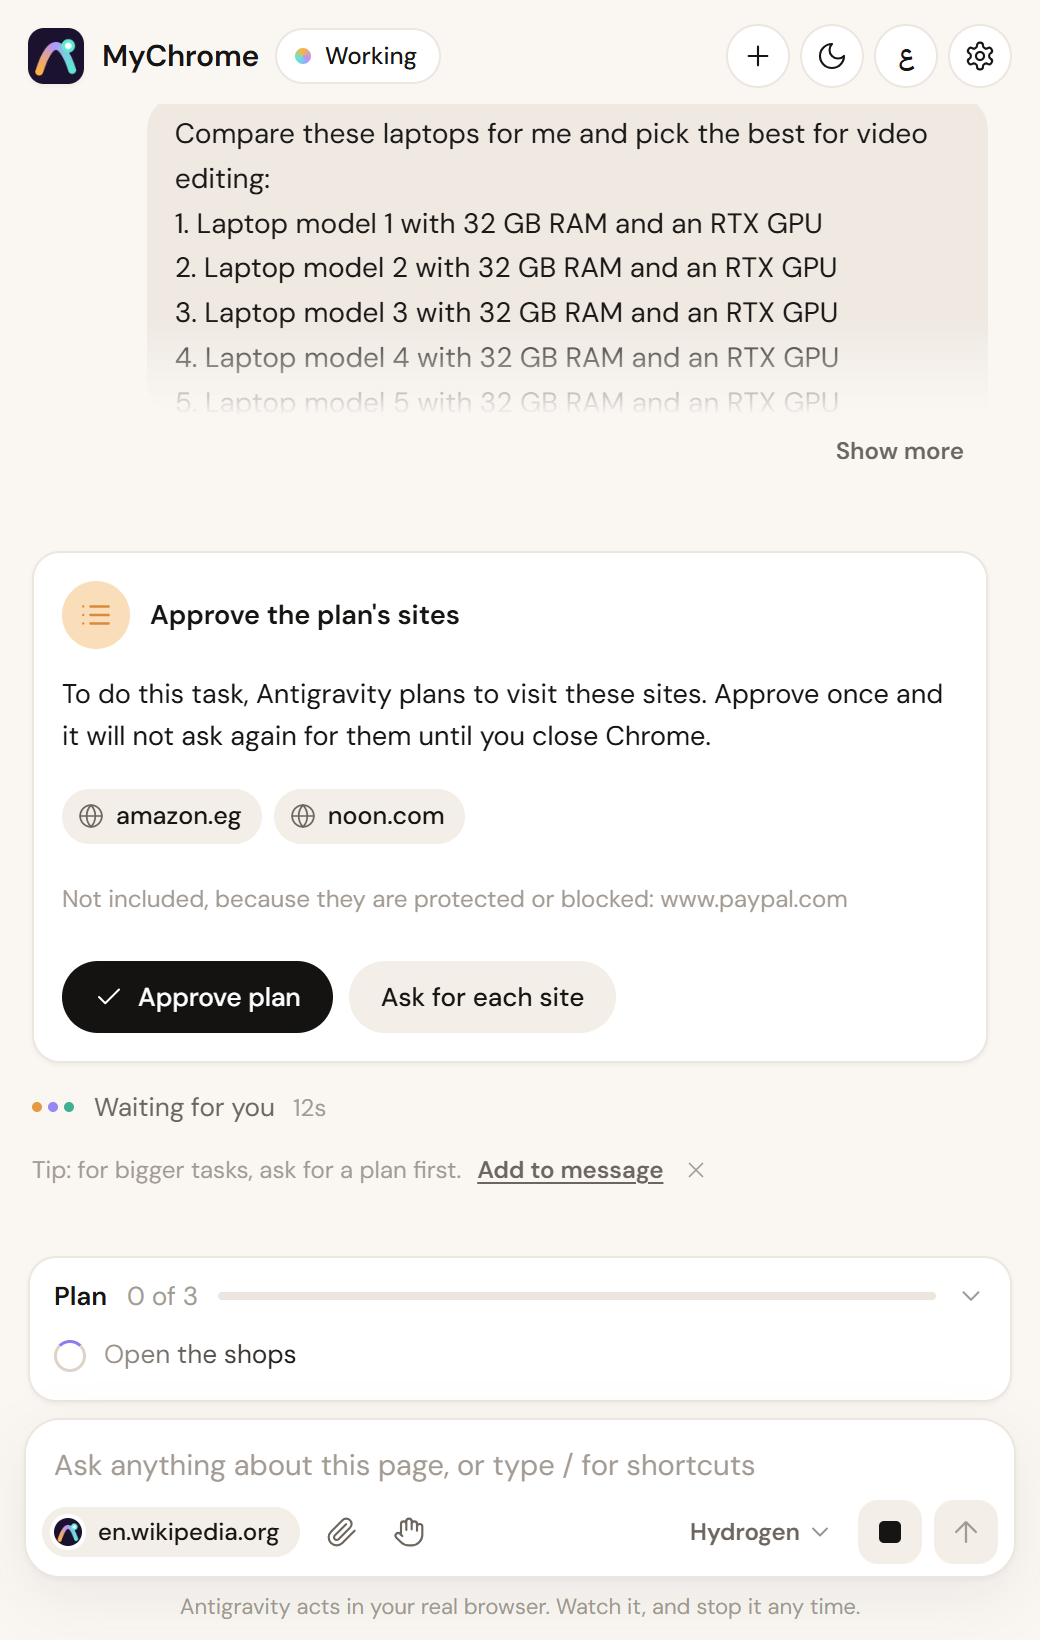 MyChrome
Working
ع
Compare these laptops for me and pick the best for video
editing:
1. Laptop model 1 with 32 GB RAM and an RTX GPU
2. Laptop model 2 with 32 GB RAM and an RTX GPU
3. Laptop model 3 with 32 GB RAM and an RTX GPU
4. Laptop model 4 with 32 GB RAM and an RTX GPU
5. Laptop model 5 with 32 GB RAM and an RTX GPU
Show more
Approve the plan's sites
To do this task, Antigravity plans to visit these sites. Approve once and
it will not ask again for them until you close Chrome.
amazon.eg
noon.com
Not included, because they are protected or blocked: www.paypal.com
Approve plan
Ask for each site
Waiting for you 12s
Tip: for bigger tasks, ask for a plan first. Add to message
Plan 0 of 3
Open the shops
Ask anything about this page, or type / for shortcuts
en.wikipedia.org
Hydrogen
Antigravity acts in your real browser. Watch it, and stop it any time.